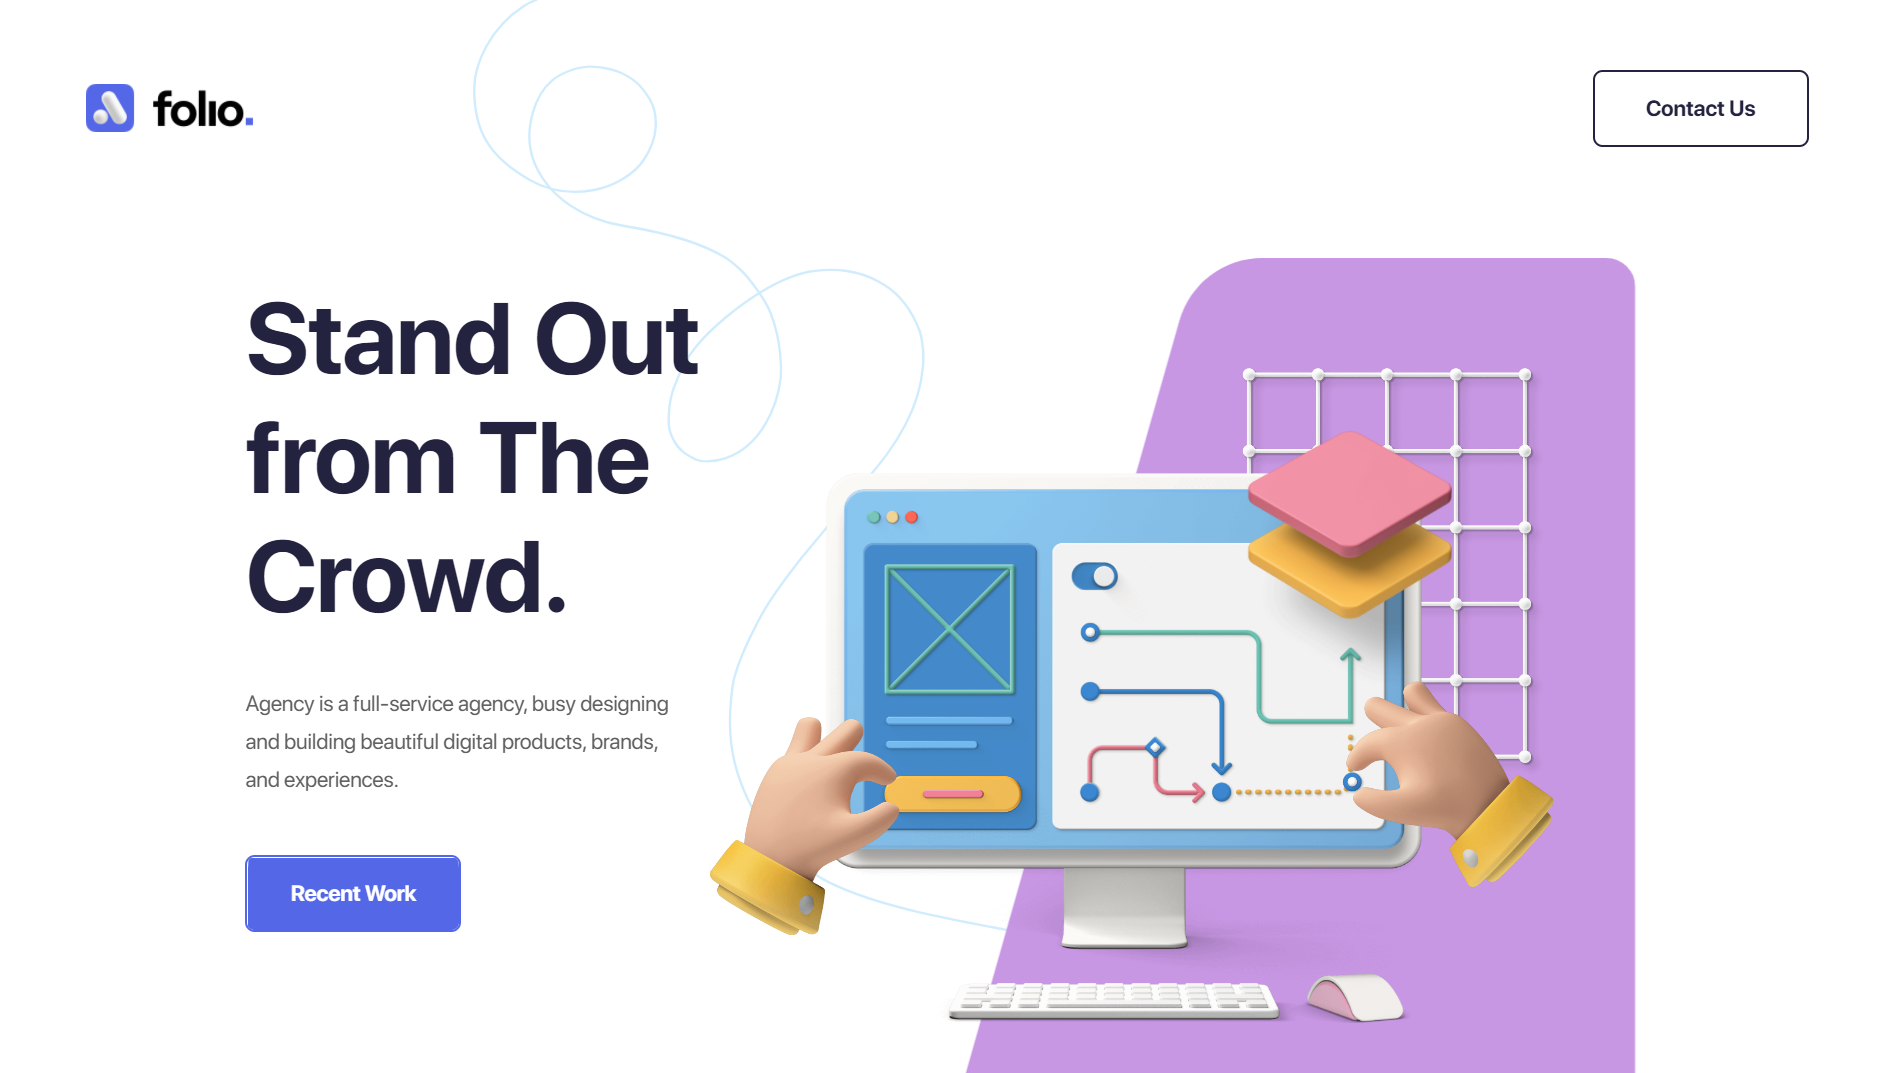 folio.
Contact Us
Stand Out
from The
Crowd.
Agency is a full-service agency, busy designing
and building beautiful digital products, brands,
and experiences.
Recent Work